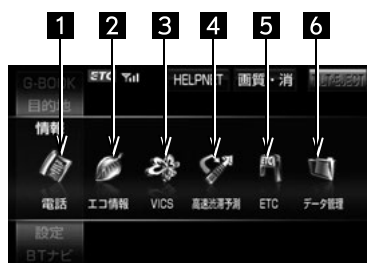 1 2 3 4 5 6
G-BOOK ETC HELPNET 画質・消
目的地
情報
電話 エコ情報 VICS 高速渋滞予測 ETC データ管理
設定
BTナビ